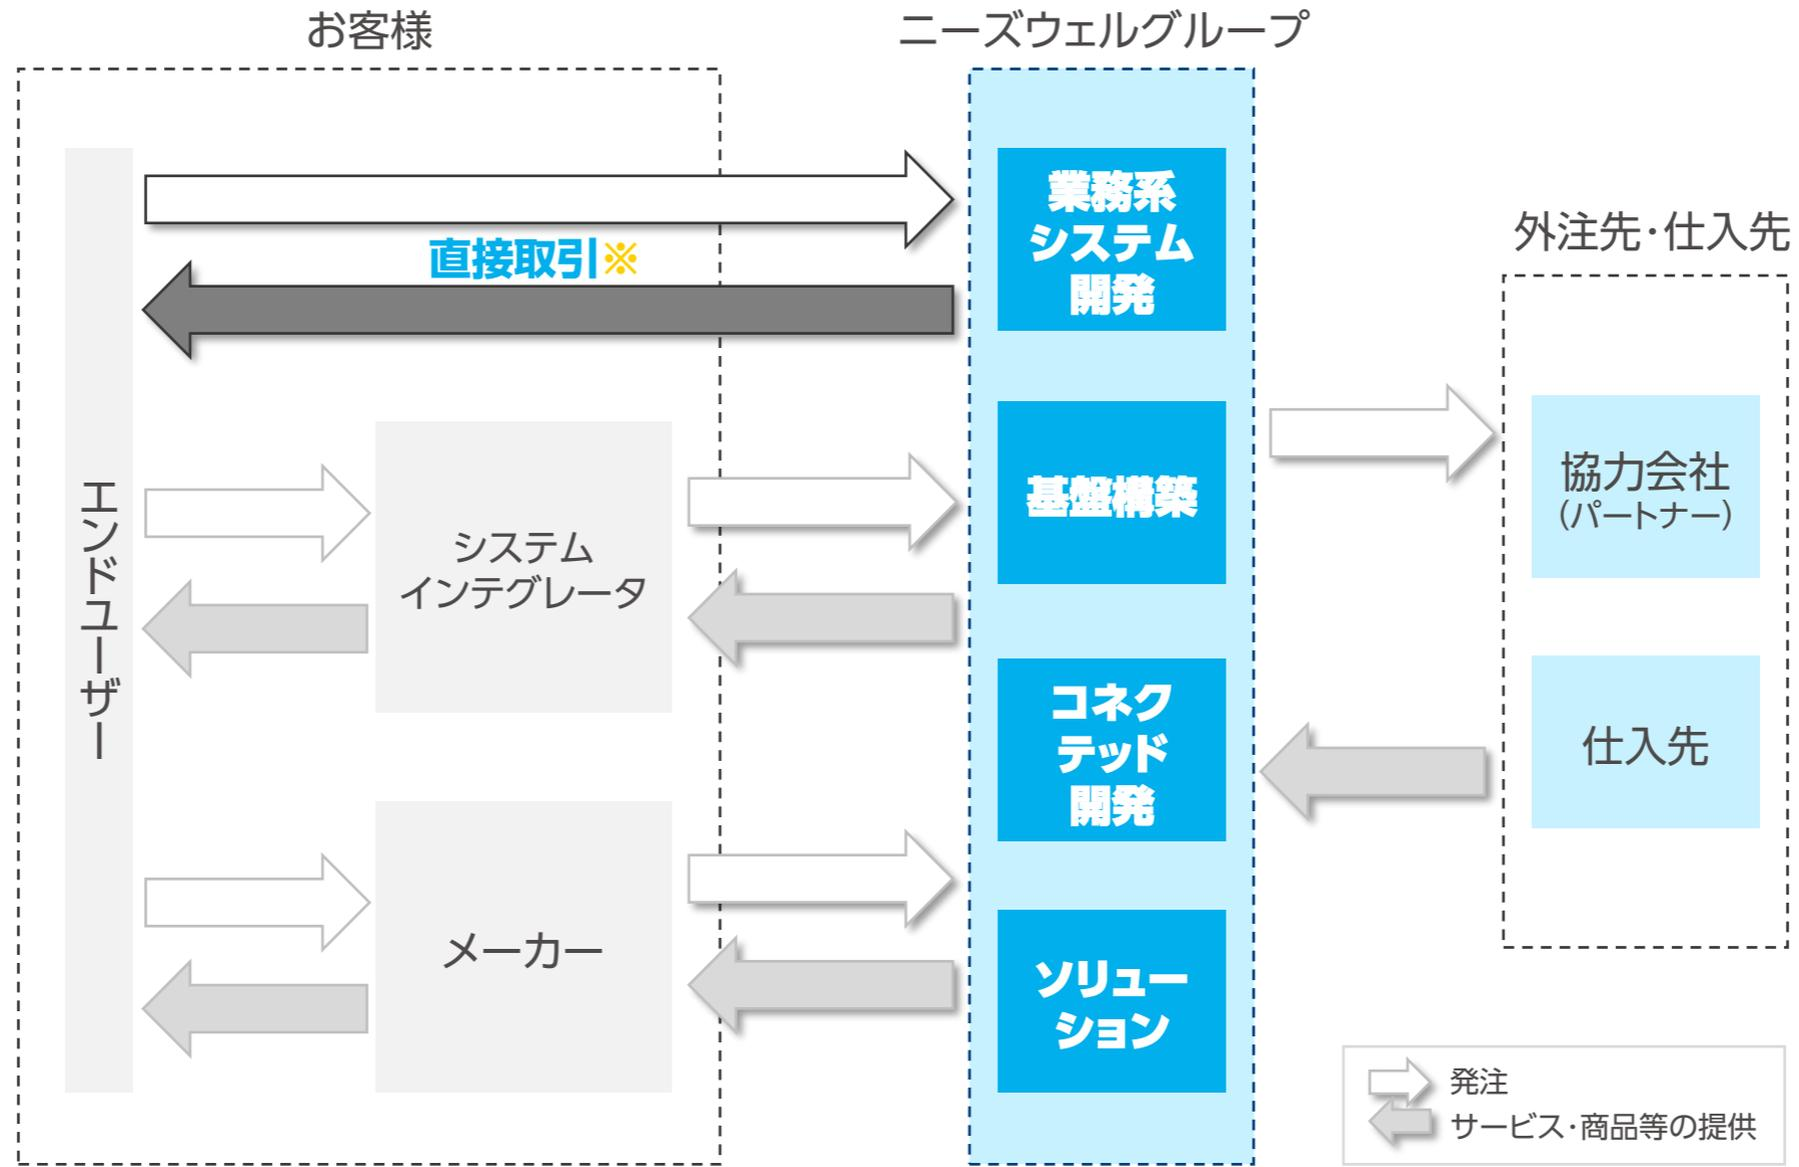 お客様
ニーズウェルグループ
外注先・仕入先
エンドユーザー
直接取引※
システム
インテグレータ
メーカー
業務系
システム
開発
基盤構築
コネク
テッド
開発
ソリュー
ション
協力会社
(パートナー)
仕入先
発注
サービス・商品等の提供